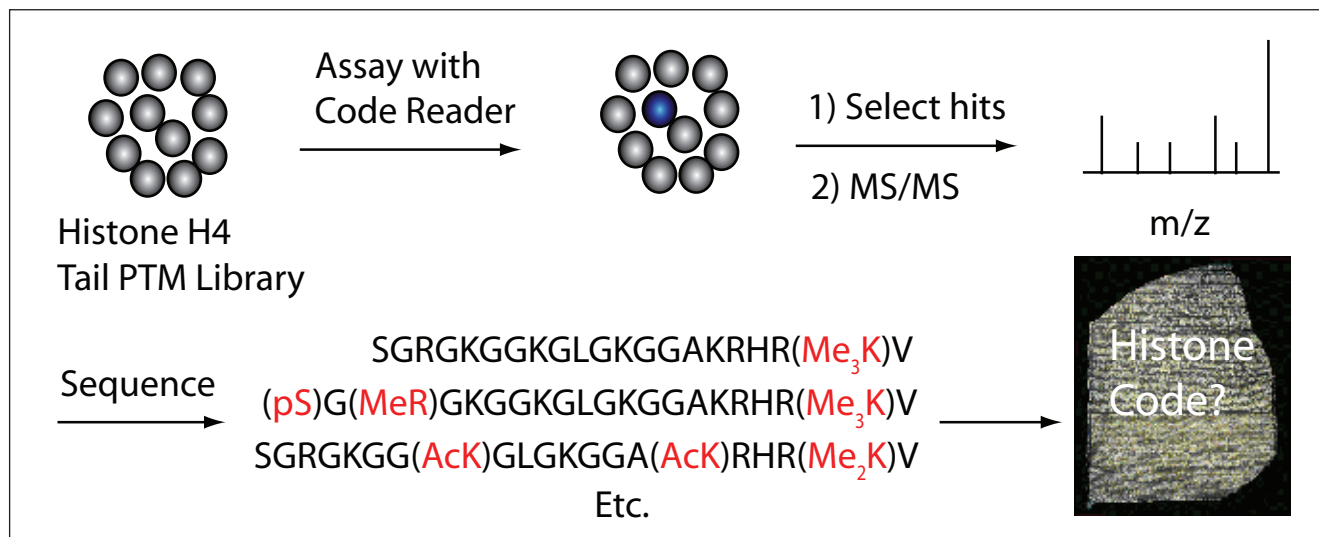 Assay with
Code Reader
1) Select hits
2) MS/MS
m/z
Histone H4
Tail PTM Library
Sequence
SGRGKGGKGLGKGGAKRHR(Me₃K)V
(pS)G(MeR)GKGGKGLGKGGAKRHR(Me₃K)V
SGRGKGG(AcK)GLGKGGA(AcK)RHR(Me₂K)V
Etc.
Histone
Code?